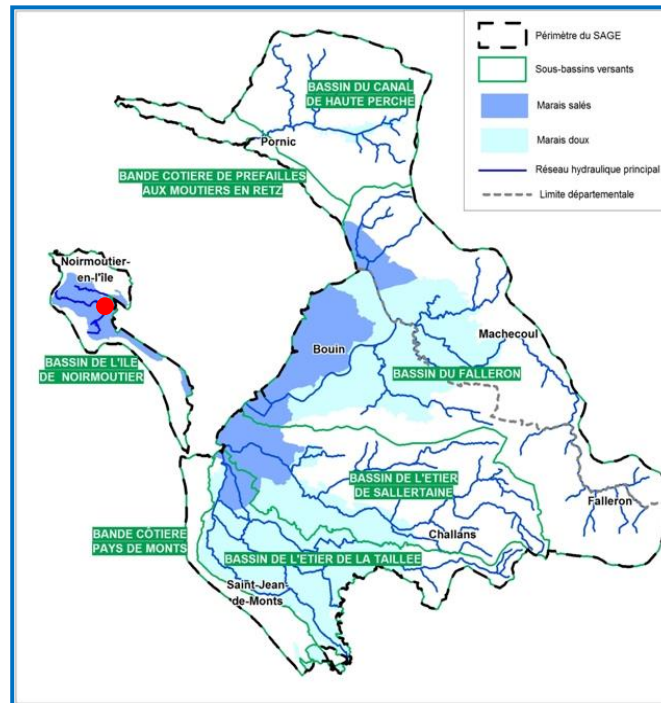 Périmètre du SAGE
Sous-bassins versants
Marais salés
Marais doux
Réseau hydraulique principal
Limite départementale
BASSIN DU CANAL
DE HAUTE PERCHE
Pornic
BANDE COTIERE DE PREFAILLES
AUX MOUTIERS EN RETZ
Noirmoutier-
en-l'île
Machecoul
Bouin
BASSIN DE L'ILE
DE NOIRMOUTIER
BASSIN DU FALLERON
BASSIN DE L'ETIER
DE SALLERTAINE
Falleron
BANDE CÔTIERE
PAYS DE MONTS
Challans
BASSIN DE L'ETIER DE LA TAILLEE
Saint-Jean-
de-Monts